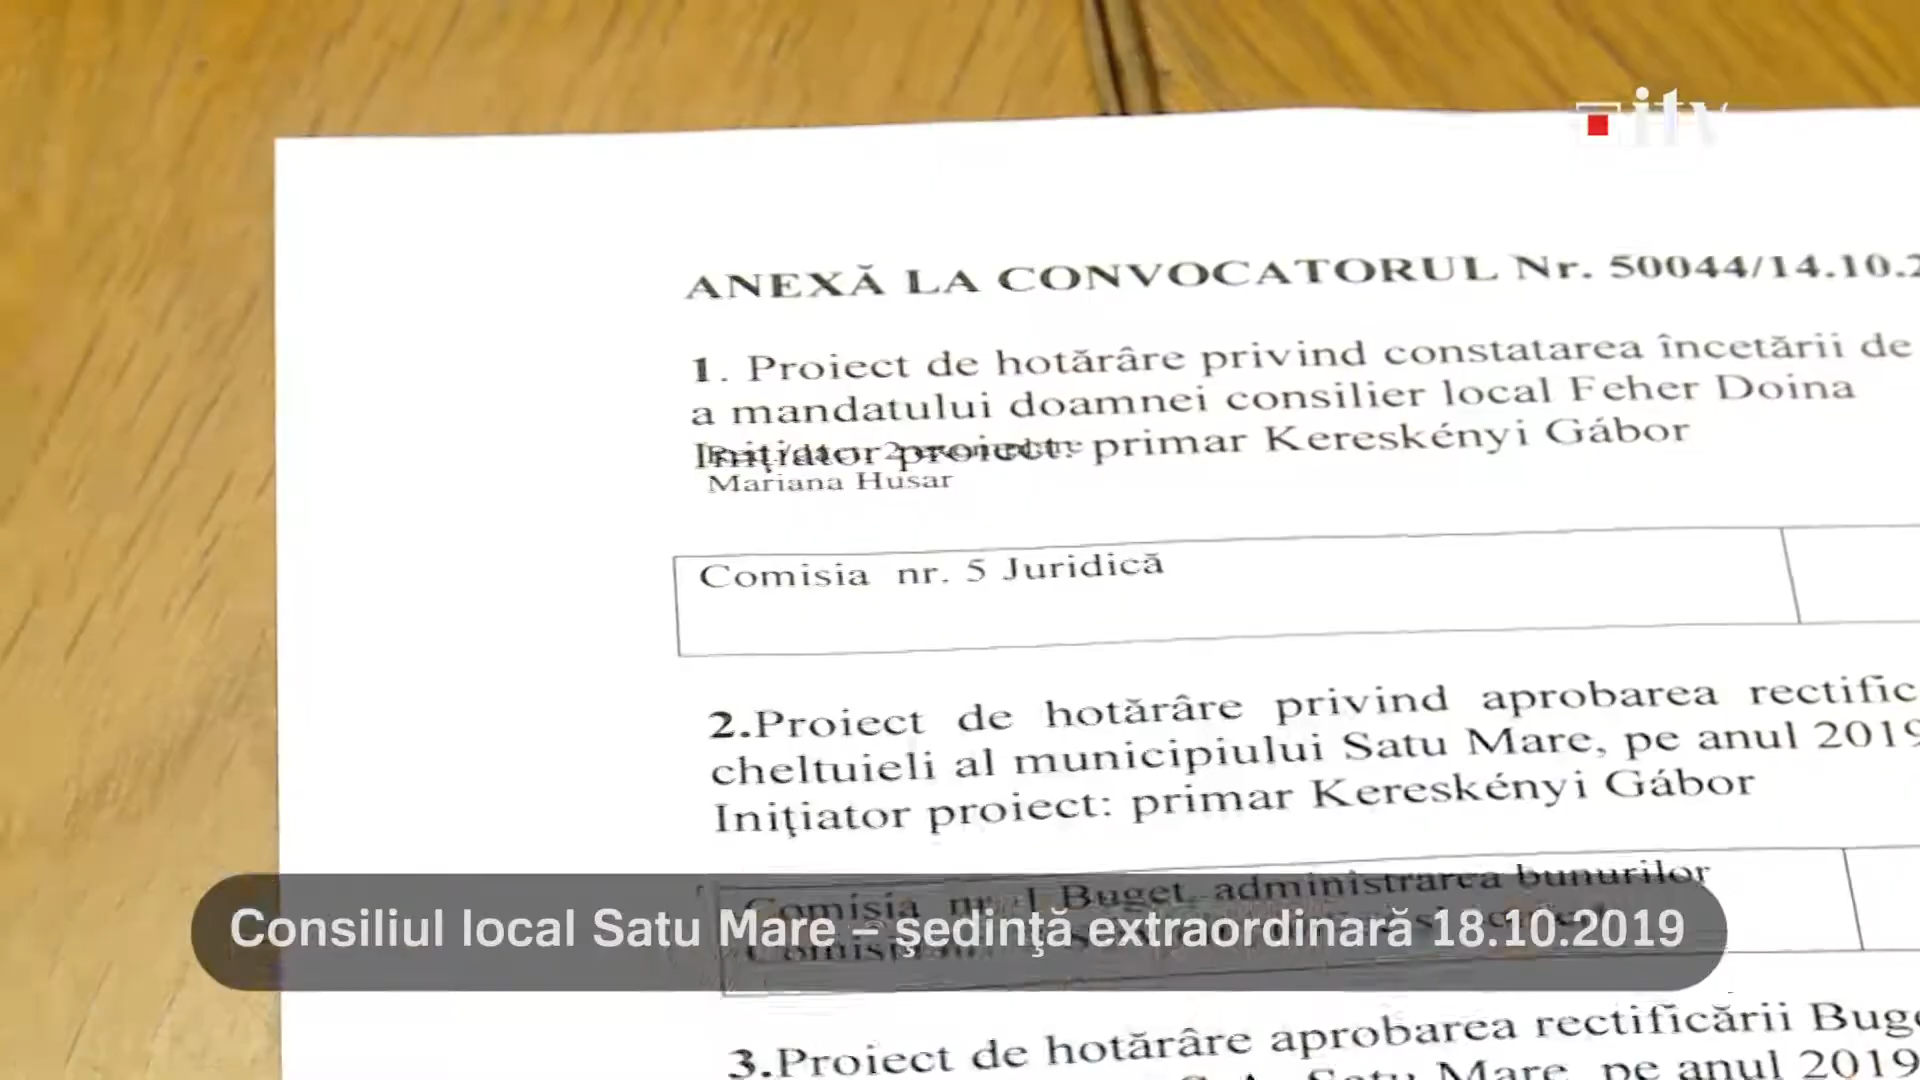 itv
ANEXĂ LA CONVOCATORUL Nr. 50044/14.10.2
1. Proiect de hotărâre privind constatarea încetării de
a mandatului doamnei consilier local Feher Doina
Iniţiator proiect: primar Kereskényi Gábor
Mariana Husar
Comisia nr. 5 Juridică
2.Proiect de hotărâre privind aprobarea rectific
cheltuieli al municipiului Satu Mare, pe anul 2019
Iniţiator proiect: primar Kereskényi Gábor
Comisia nr. 1 Buget, administrarea bunurilor
Consiliul local Satu Mare – şedinţă extraordinară 18.10.2019
3.Proiect de hotărâre aprobarea rectificării Buge
Satu Mare, pe anul 2019